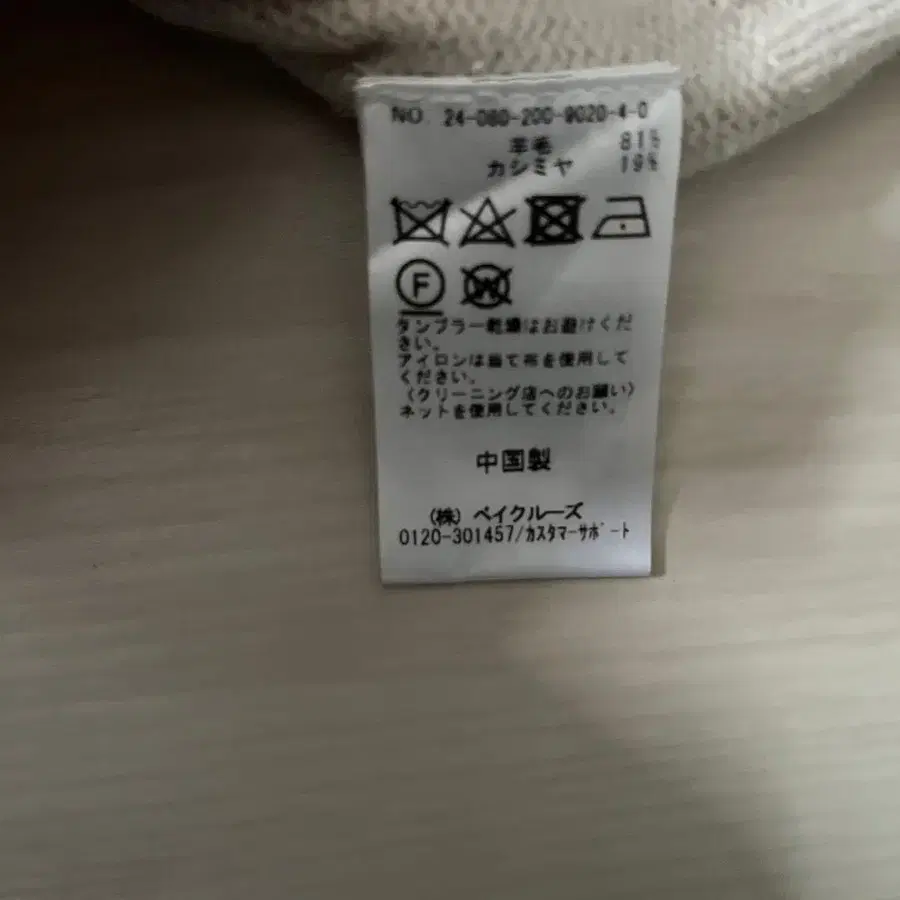 NO. 24-080-200-9020-4-0
羊毛 81%
カシミヤ 19%
F
W
タンブラー乾燥はお避けくだ
さい。
アイロンは当て布を使用して
ください。
(クリーニング店へのお願い)
ネットを使用してください。
中国製
(株) ベイクルーズ
0120-301457/カスタマーサポート